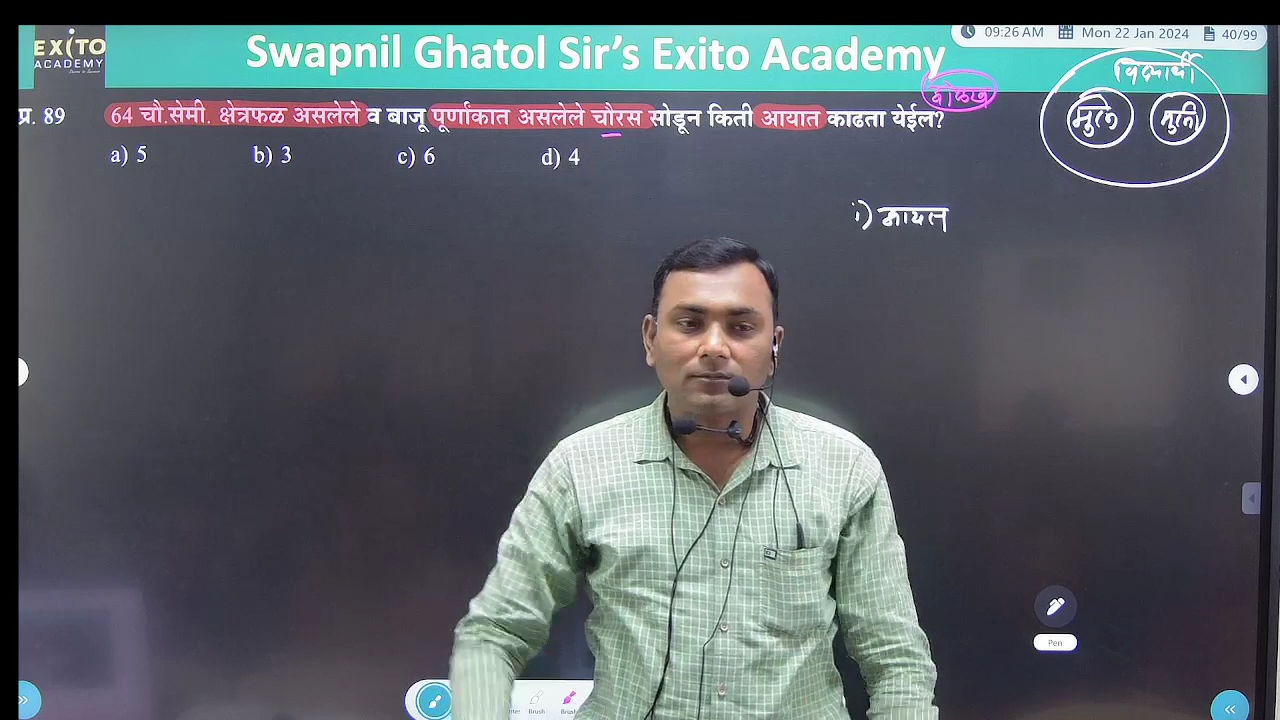 EXiTO
ACADEMY
Swapnil Ghatol Sir's Exito Academy
09:26 AM Mon 22 Jan 2024 40/99
प्र. 89 64 चौ.सेमी. क्षेत्रफळ असलेले व बाजू पूर्णाकात असलेले चौरस सोडून किती आयात काढता येईल?
a) 5 b) 3 c) 6 d) 4
मुले मुली
i)
Pen
Brush